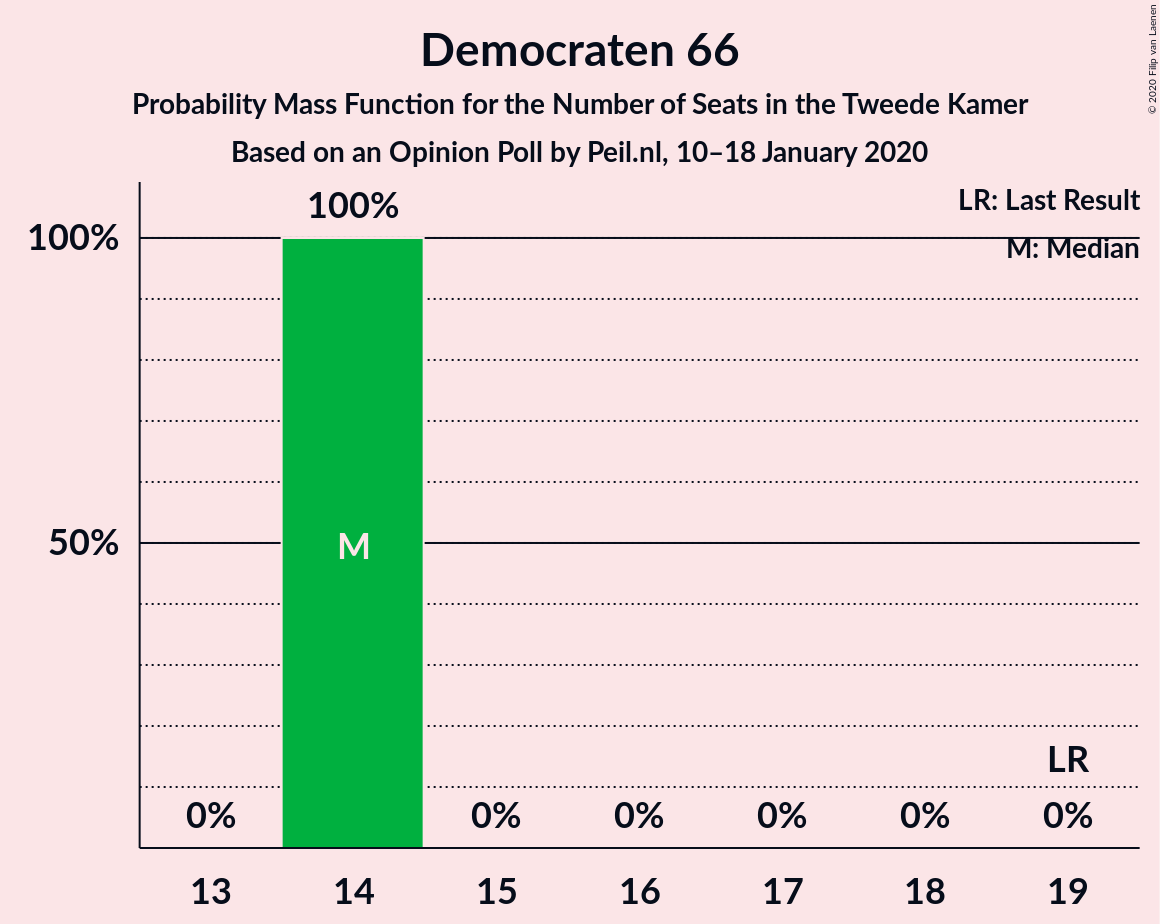 Democraten 66
Probability Mass Function for the Number of Seats in the Tweede Kamer
Based on an Opinion Poll by Peil.nl, 10–18 January 2020
© 2020 Filip van Laenen
LR: Last Result
M: Median
100%
100%
50%
M
LR
0%
0%
0%
0%
0%
0%
13
14
15
16
17
18
19